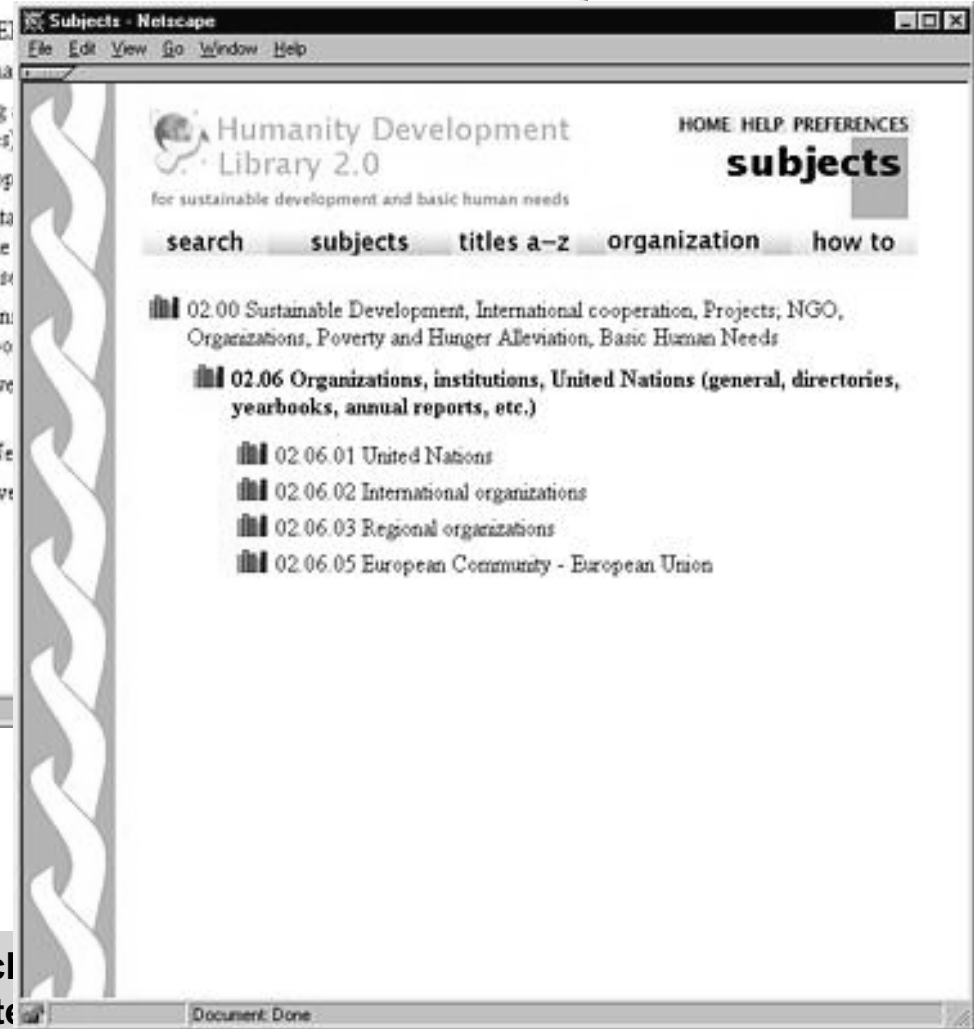 Subjects - Netscape
File Edit View Go Window Help
Humanity Development
Library 2.0
for sustainable development and basic human needs
HOME HELP PREFERENCES
subjects
search subjects titles a-z organization how to
02.00 Sustainable Development, International cooperation, Projects; NGO,
Organizations, Poverty and Hunger Alleviation, Basic Human Needs
02.06 Organizations, institutions, United Nations (general, directories,
yearbooks, annual reports, etc.)
02.06.01 United Nations
02.06.02 International organizations
02.06.03 Regional organizations
02.06.05 European Community - European Union
Document: Done